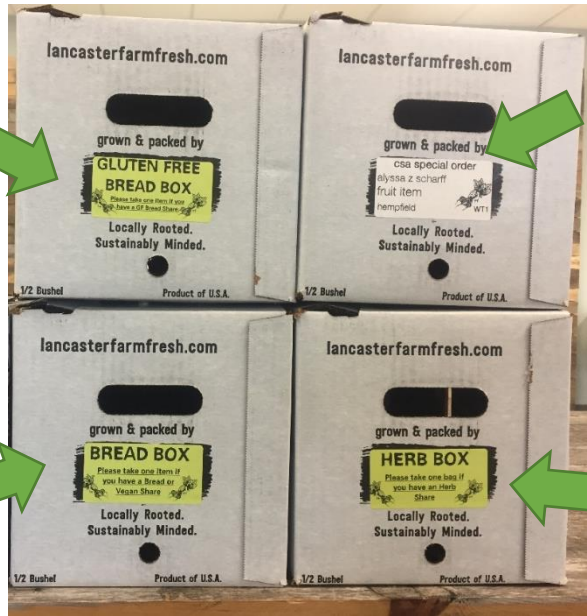 lancasterfarmfresh.com
grown & packed by
GLUTEN FREE
BREAD BOX
Please take one item if you
have a GF Bread Share
Locally Rooted.
Sustainably Minded.
1/2 Bushel
Product of U.S.A.
lancasterfarmfresh.com
grown & packed by
csa special order
alyssa z scharff
fruit item
hempfield
WT1
Locally Rooted.
Sustainably Minded.
1/2 Bushel
Product of U.S.A.
lancasterfarmfresh.com
grown & packed by
BREAD BOX
Please take one item if
you have a Bread or
Vegan Share
Locally Rooted.
Sustainably Minded.
1/2 Bushel
Product of U.S.A.
lancasterfarmfresh.com
grown & packed by
HERB BOX
Please take one bag if
you have an Herb
Share
Locally Rooted.
Sustainably Minded.
1/2 Bushel
Product of U.S.A.